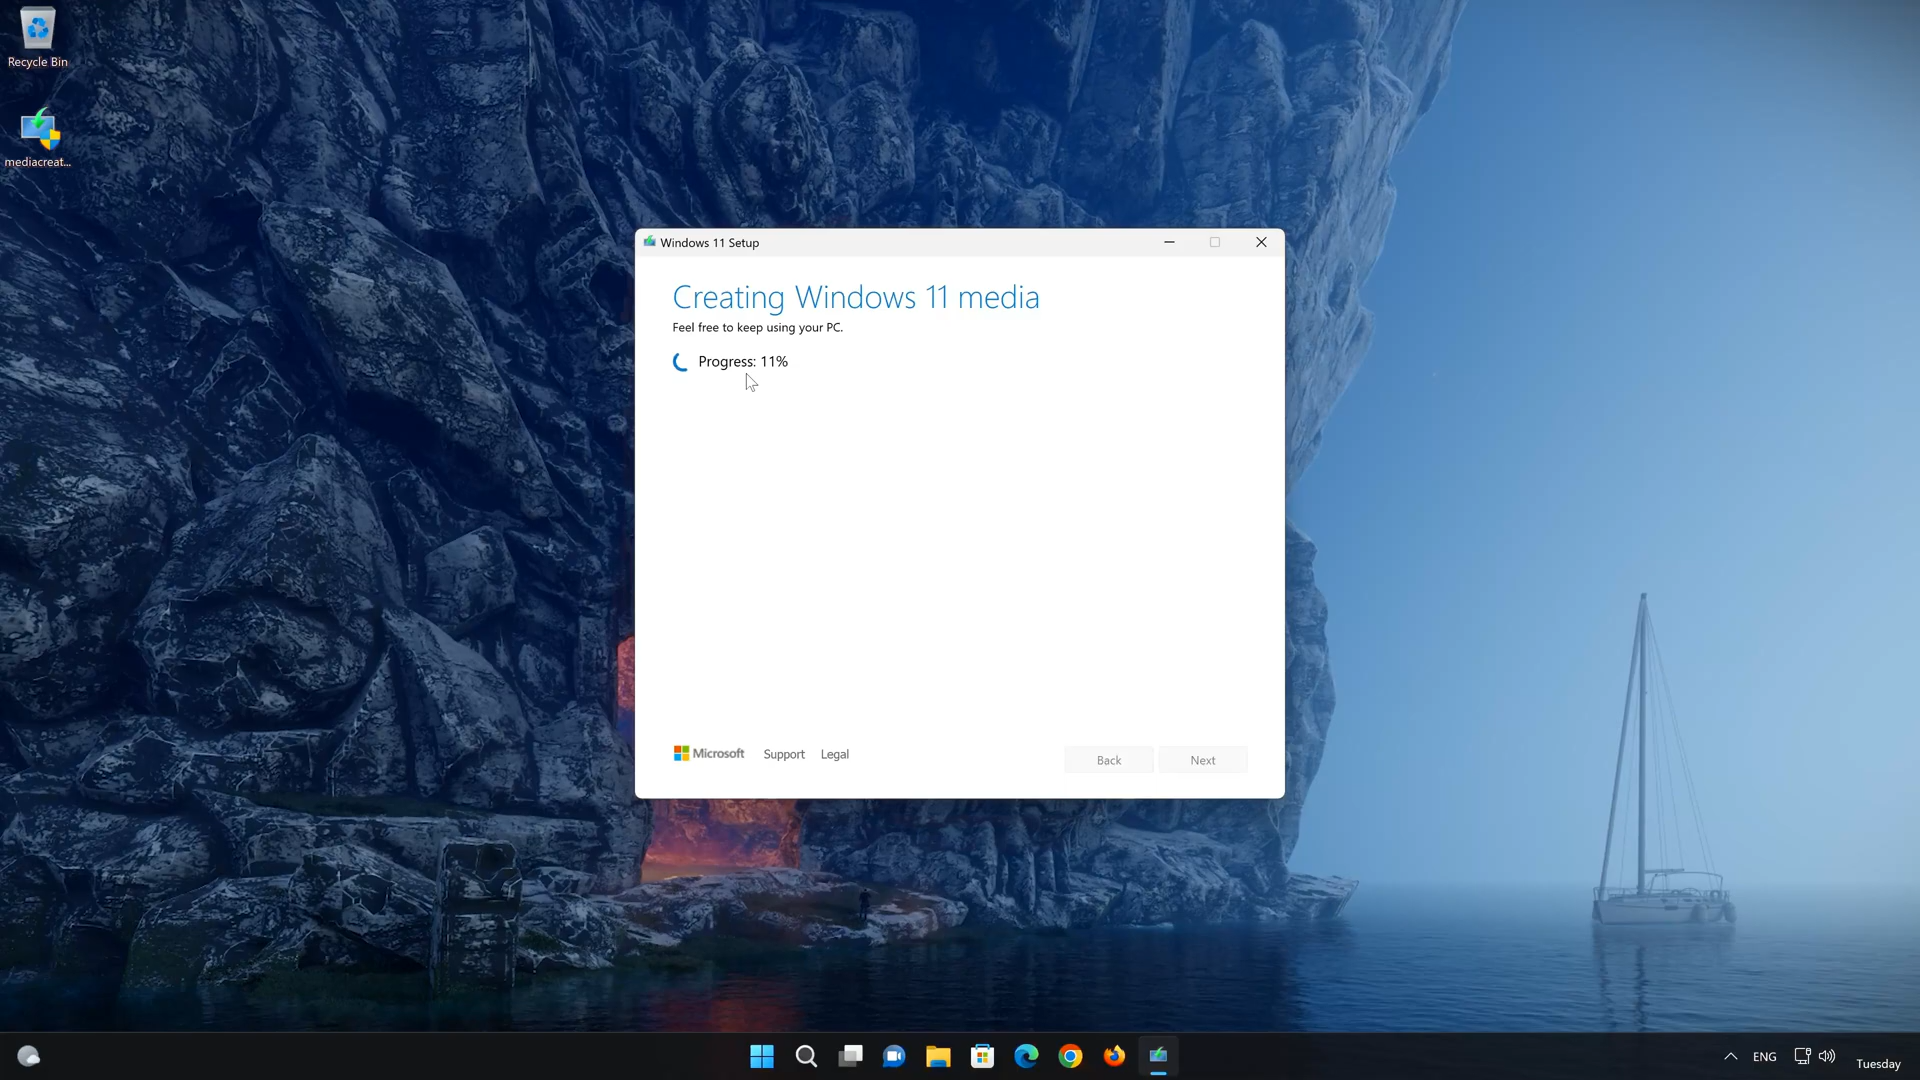 Recycle Bin
mediacreat...
Windows 11 Setup
Creating Windows 11 media
Feel free to keep using your PC.
Progress: 11%
Microsoft Support Legal
Back Next
ENG
Tuesday